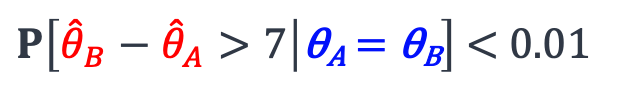 P[θ̂_B − θ̂_A > 7|θ_A = θ_B] < 0.01